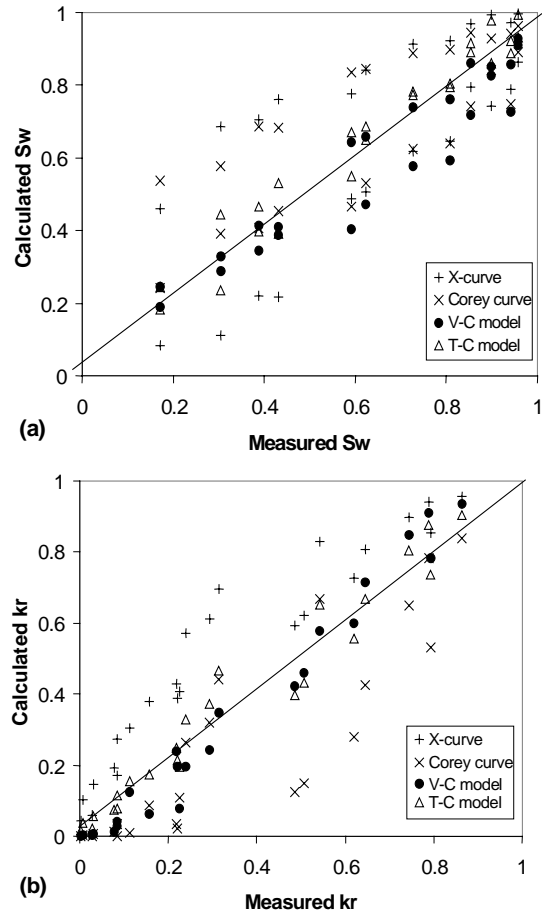 (a)
Calculated Sw
1
0.8
0.6
0.4
0.2
0
0 0.2 0.4 0.6 0.8 1
Measured Sw
X-curve
Corey curve
V-C model
T-C model
(b)
Calculated kr
1
0.8
0.6
0.4
0.2
0
0 0.2 0.4 0.6 0.8 1
Measured kr
X-curve
Corey curve
V-C model
T-C model